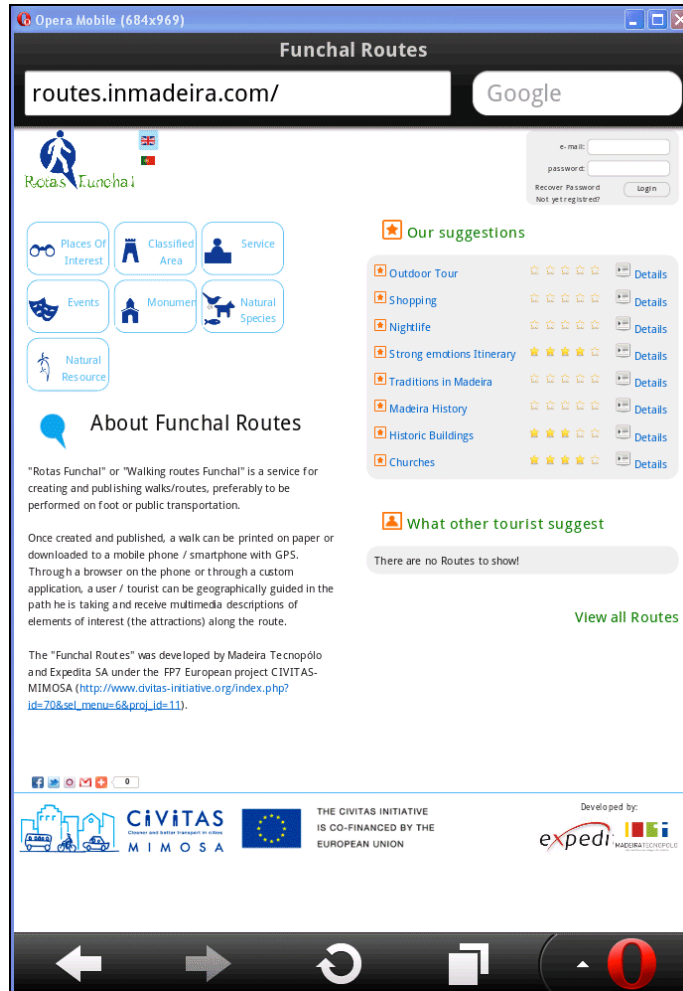 Opera Mobile (684x969)
Funchal Routes
routes.inmadeira.com/
Google
Rotas Funchal
e-mail:
password:
Recover Password
Login
Not yet registred?
Places Of
Interest
Classified
Area
Service
Events
Monumen
Natural
Species
Natural
Resource
About Funchal Routes
"Rotas Funchal" or "Walking routes Funchal" is a service for
creating and publishing walks/routes, preferably to be
performed on foot or public transportation.
Once created and published, a walk can be printed on paper or
downloaded to a mobile phone / smartphone with GPS.
Through a browser on the phone or through a custom
application, a user / tourist can be geographically guided in the
path he is taking and receive multimedia descriptions of
elements of interest (the attractions) along the route.
The "Funchal Routes" was developed by Madeira Tecnopólo
and Expedita SA under the FP7 European project CIVITAS-
MIMOSA (http://www.civitas-initiative.org/index.php?
id=70&sel_menu=6&proj_id=11).
Our suggestions
Outdoor Tour Details
Shopping Details
Nightlife Details
Strong emotions Itinerary Details
Traditions in Madeira Details
Madeira History Details
Historic Buildings Details
Churches Details
What other tourist suggest
There are no Routes to show!
View all Routes
0
CiViTAS
Cleaner and better transport in cities
MIMOSA
THE CIVITAS INITIATIVE
IS CO-FINANCED BY THE
EUROPEAN UNION
Developed by:
expedi
MADEIRATECNOPOLO